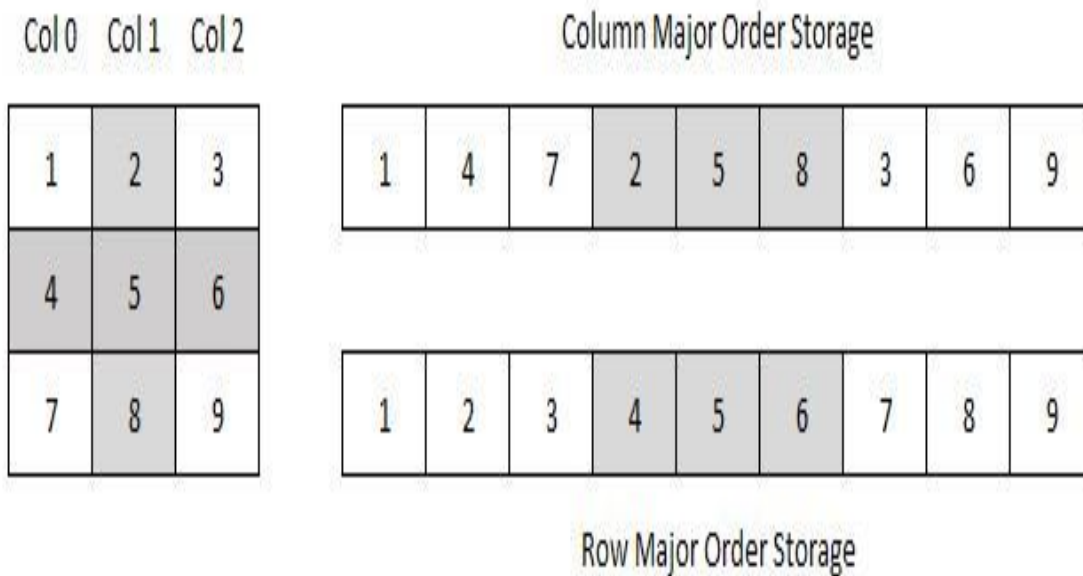 Col 0 Col 1 Col 2
Column Major Order Storage
1 2 3
1 4 7 2 5 8 3 6 9
4 5 6
7 8 9
1 2 3 4 5 6 7 8 9
Row Major Order Storage